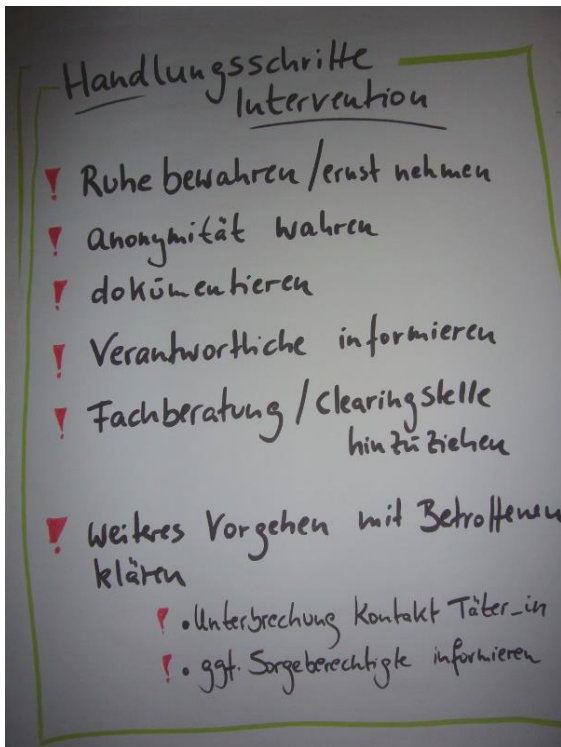 Handlungsschritte
Intervention
! Ruhe bewahren / ernst nehmen
! anonymität wahren
! dokümentieren
! Verantwortliche informieren
! Fachberatung / Clearingstelle
hinzuziehen
! weiteres Vorgehen mit Betroffenen
klären
! • Unterbrechung Kontakt Täter_in
! • ggf. Sorgeberechtigte informieren